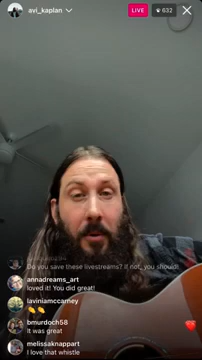 avi_kaplan
LIVE
632
Do you save these livestreams? If not, you should!
annadreams_art
loved it! You did great!
laviniamccarney
bmurdoch58
It was great
melissaknappart
I love that whistle